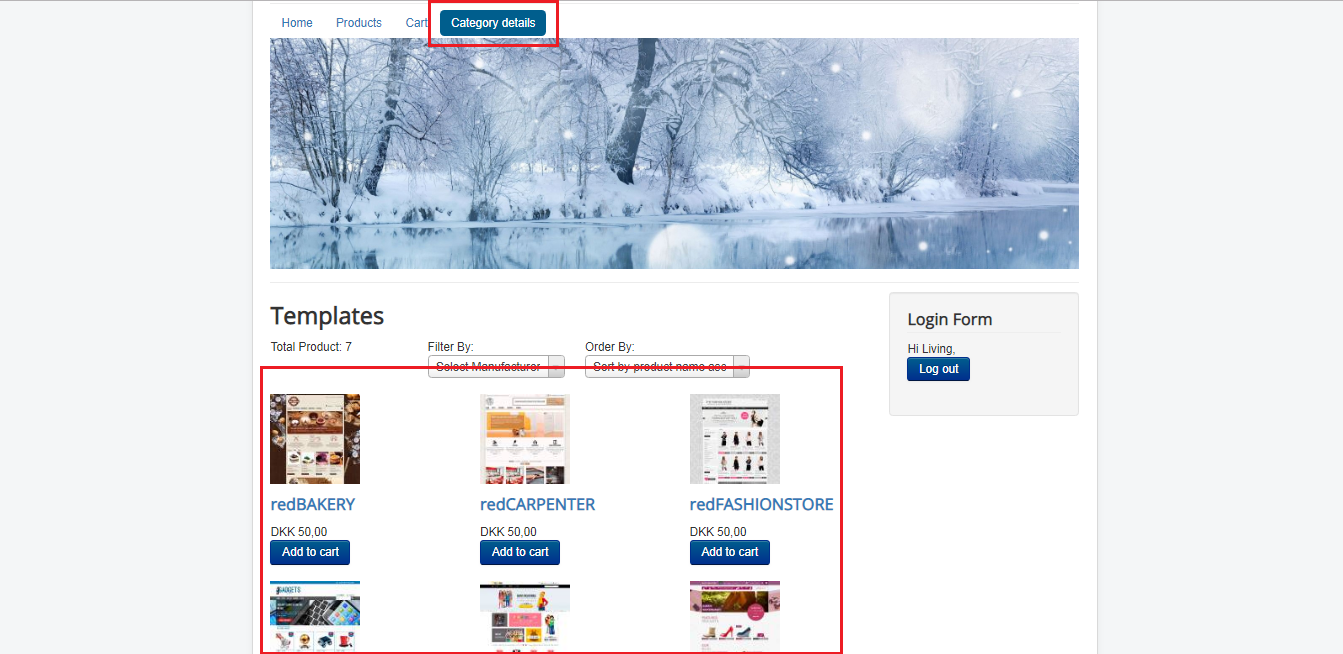 Home Products Cart Category details
Templates
Total Product: 7
Filter By:
Select Manufacturer
Order By:
Sort by product name asc
Login Form
Hi Living,
Log out
redBAKERY
DKK 50,00
Add to cart
redCARPENTER
DKK 50,00
Add to cart
redFASHIONSTORE
DKK 50,00
Add to cart
GADGETS